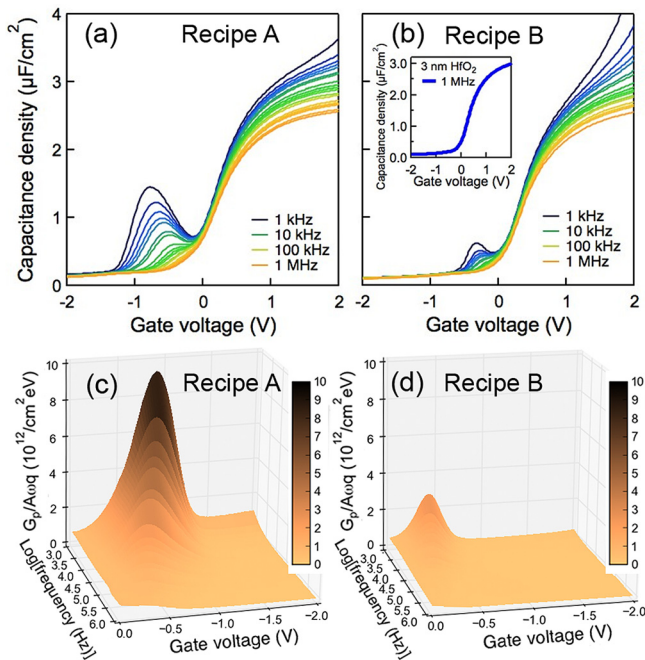 (a) Recipe A
Capacitance density (µF/cm²)
4
3
2
1
0
1 kHz
10 kHz
100 kHz
1 MHz
-2 -1 0 1 2
Gate voltage (V)
(b) Recipe B
Capacitance density (µF/cm²)
3.0
2.0
1.0
0.0
3 nm HfO₂
1 MHz
-2 -1 0 1 2
Gate voltage (V)
1 kHz
10 kHz
100 kHz
1 MHz
-2 -1 0 1 2
Gate voltage (V)
(c) Recipe A
Gₚ/Aωq (10¹²/cm² eV)
10
8
6
4
2
0
10
9
8
7
6
5
4
3
2
1
0
3.0
3.5
4.0
4.5
5.0
5.5
6.0
Log[frequency (Hz)]
0.0 −0.5 −1.0 −1.5 −2.0
Gate voltage (V)
(d) Recipe B
Gₚ/Aωq (10¹²/cm² eV)
10
8
6
4
2
0
10
9
8
7
6
5
4
3
2
1
0
3.0
3.5
4.0
4.5
5.0
5.5
6.0
Log[frequency (Hz)]
0.0 −0.5 −1.0 −1.5 −2.0
Gate voltage (V)